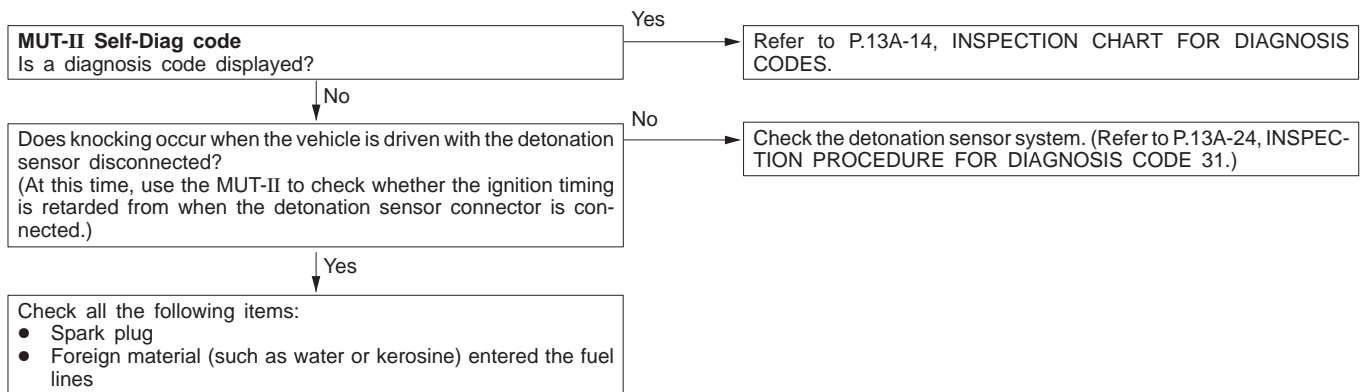 Yes
MUT-II Self-Diag code
Is a diagnosis code displayed?
Refer to P.13A-14, INSPECTION CHART FOR DIAGNOSIS
CODES.
No
Does knocking occur when the vehicle is driven with the detonation
sensor disconnected?
(At this time, use the MUT-II to check whether the ignition timing
is retarded from when the detonation sensor connector is con-
nected.)
No
Check the detonation sensor system. (Refer to P.13A-24, INSPEC-
TION PROCEDURE FOR DIAGNOSIS CODE 31.)
Yes
Check all the following items:
● Spark plug
● Foreign material (such as water or kerosine) entered the fuel
lines